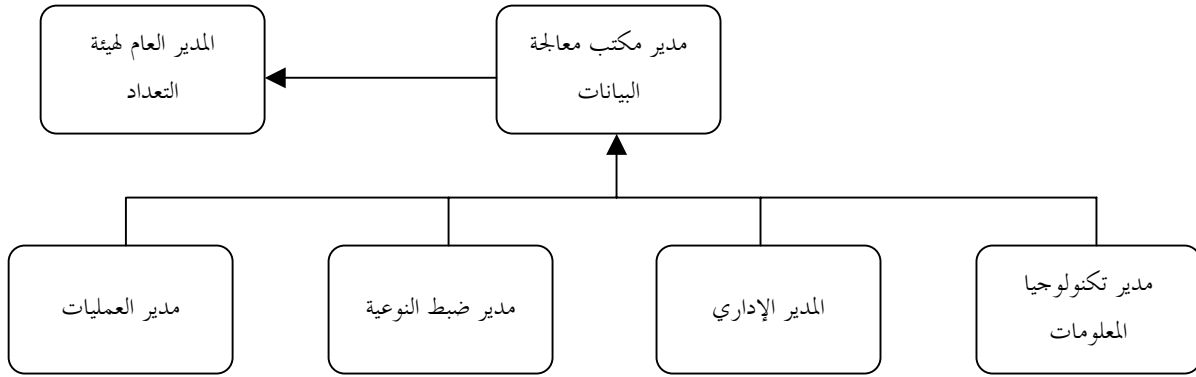 مدير مكتب معالجة
البيانات
المدير العام لهيئة
التعداد
مدير تكنولوجيا
المعلومات
المدير الإداري
مدير ضبط النوعية
مدير العمليات